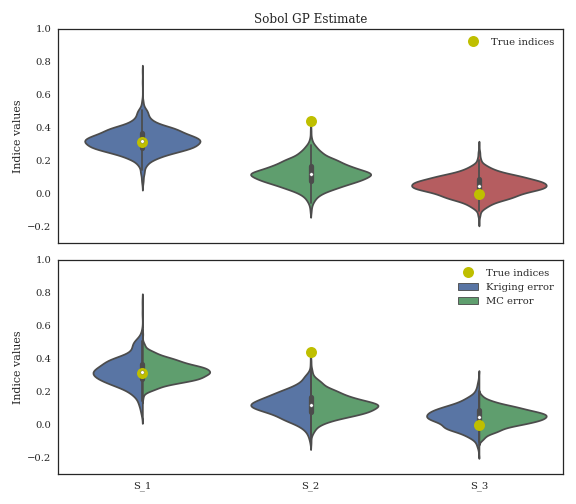 Sobol GP Estimate
1.0
0.8
0.6
0.4
0.2
0.0
−0.2
Indice values
True indices
1.0
0.8
0.6
0.4
0.2
0.0
−0.2
Indice values
True indices
Kriging error
MC error
S_1
S_2
S_3